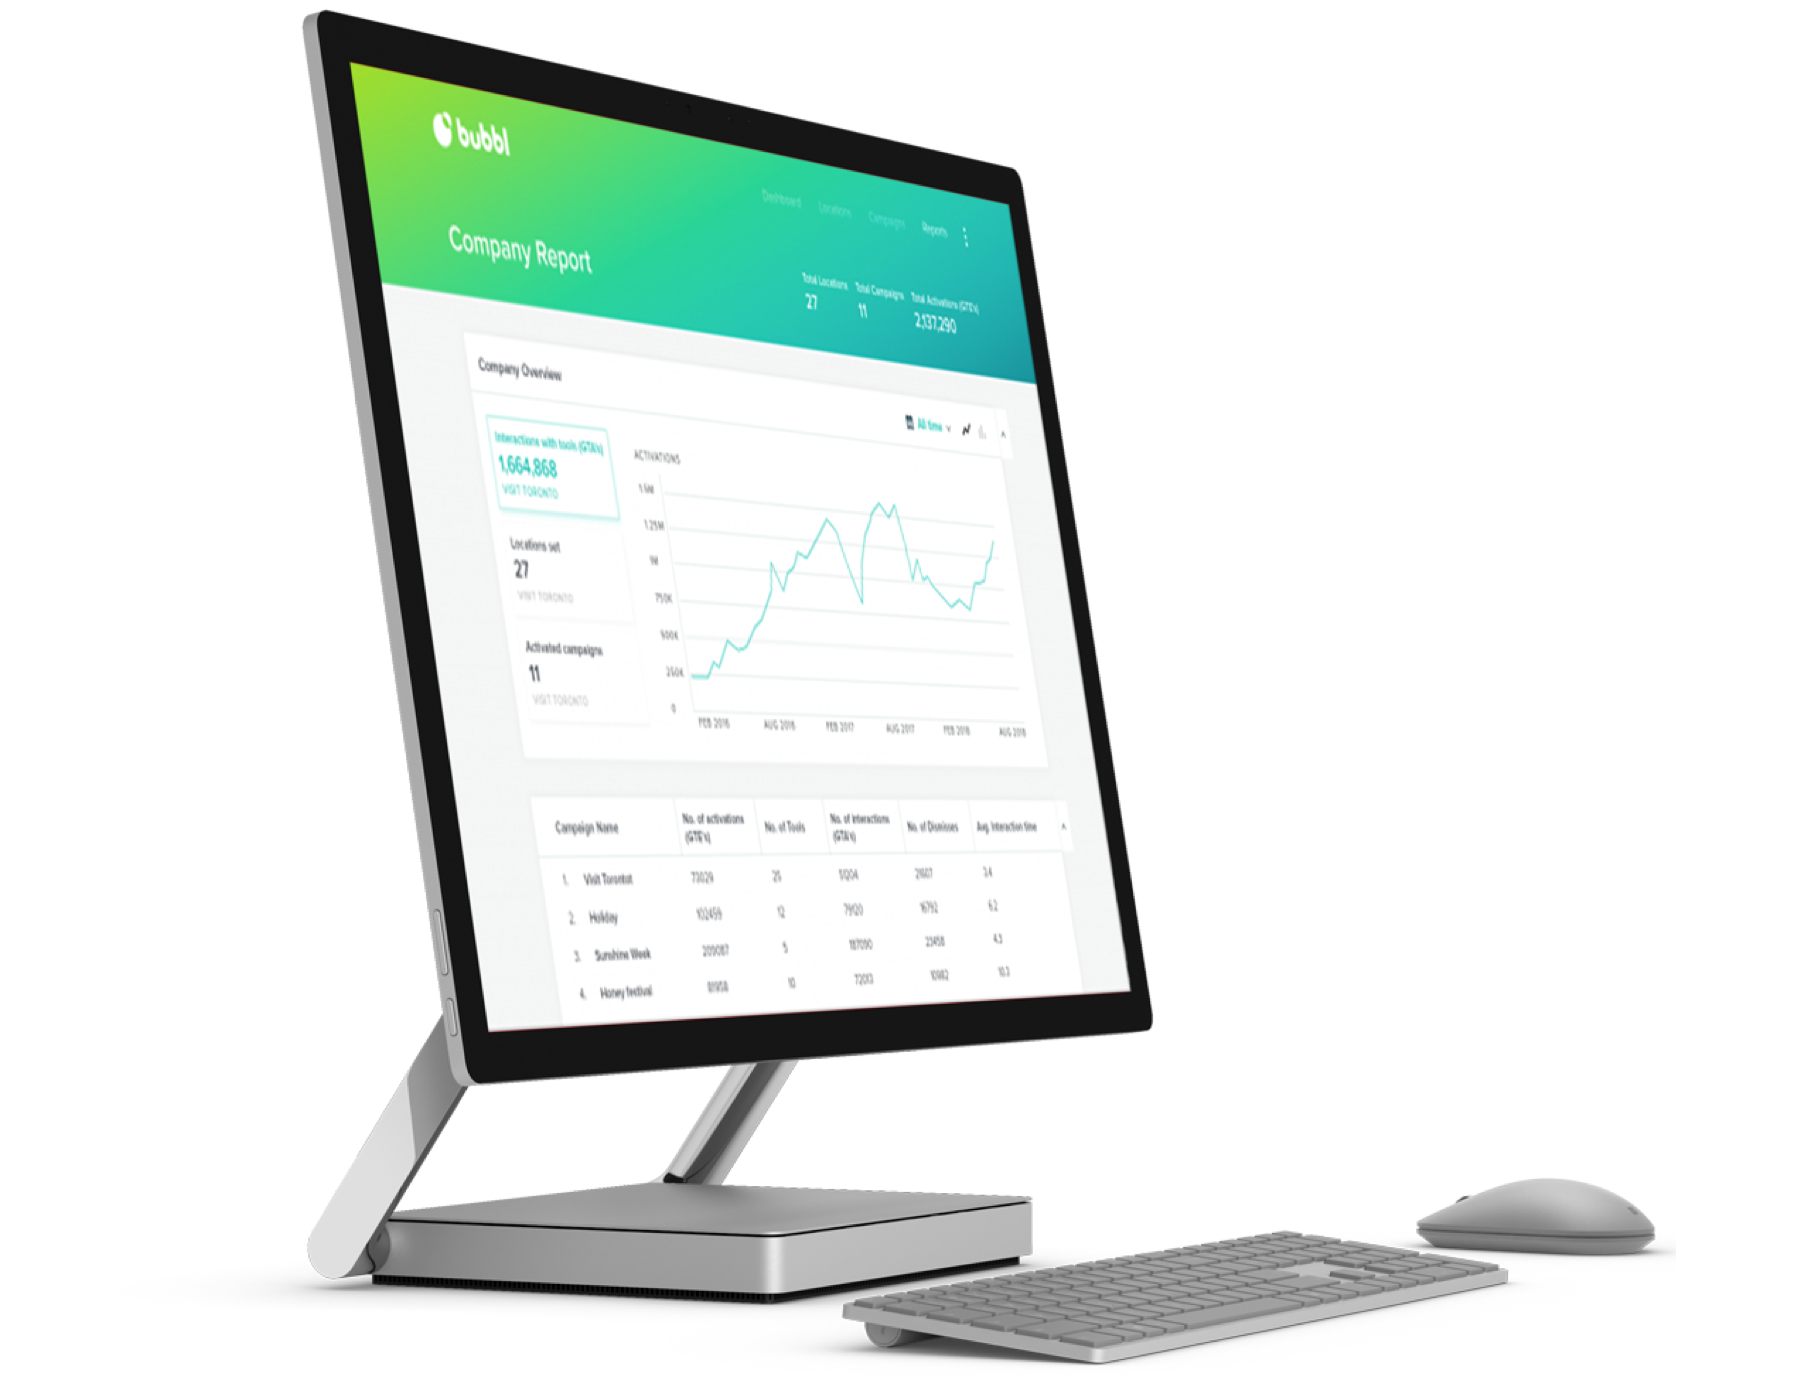 bubbl
Dashboard Locations Campaigns Reports
Company Report
Total Locations Total Campaigns Total Activations (GTE's)
27 11 2,137,290
Company Overview
All time
Interactions with tools (GTA's)
1,664,868
VISIT TORONTO
Locations set
27
VISIT TORONTO
Activated campaigns
11
VISIT TORONTO
ACTIVATIONS
1.5M
1.25M
1M
750K
500K
250K
0
FEB 2016 AUG 2016 FEB 2017 AUG 2017 FEB 2018 AUG 2018
Campaign Name No. of activations (GTE's) No. of Tools No. of interactions (GTA's) No. of Dismisses Avg. Interaction time
1. Visit Torontot 73029 25 51204 21607 3.4
2. Holiday 102459 12 79120 16792 6.2
3. Sunshine Week 209087 5 187090 23458 4.3
4. Honey festival 81958 10 72013 10982 10.3